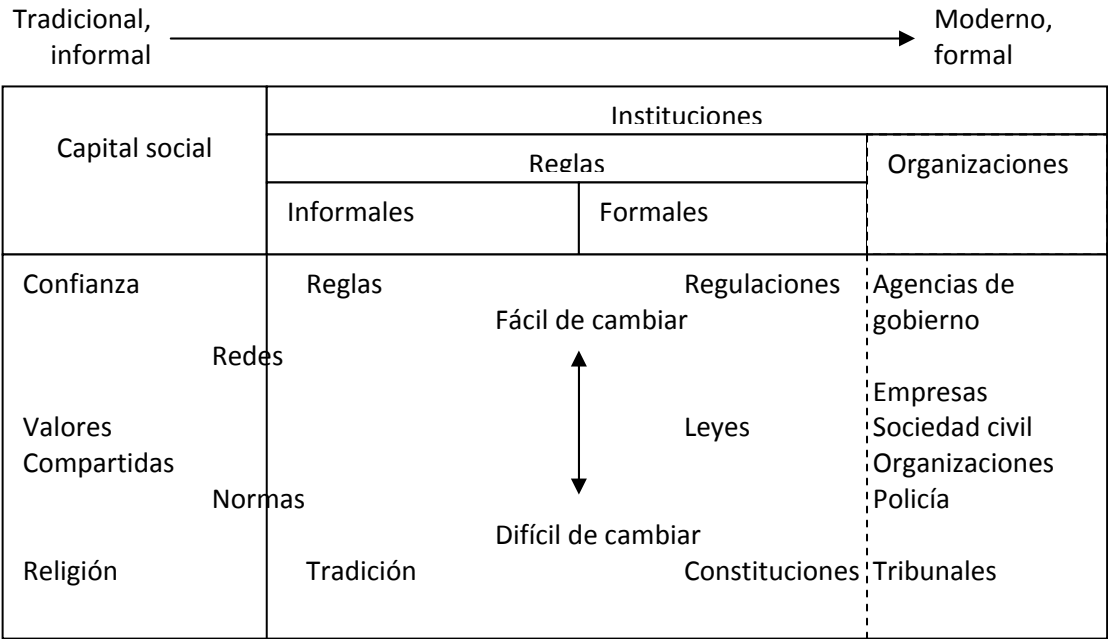 Tradicional, informal
Moderno, formal
Capital social
Instituciones
Reglas
Organizaciones
Informales
Formales
Confianza
Reglas
Regulaciones
Agencias de gobierno
Fácil de cambiar
Redes
Empresas
Valores
Leyes
Sociedad civil
Compartidas
Organizaciones
Normas
Policía
Difícil de cambiar
Religión
Tradición
Constituciones
Tribunales